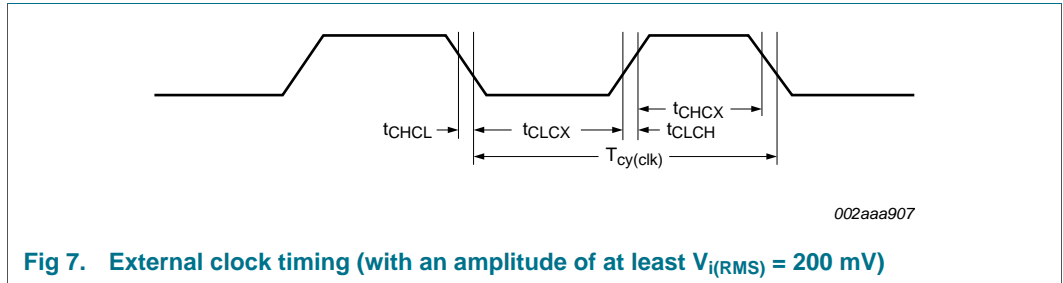 tCHCX
tCHCL tCLCX tCLCH
Tcy(clk)
002aaa907
Fig 7. External clock timing (with an amplitude of at least Vi(RMS) = 200 mV)